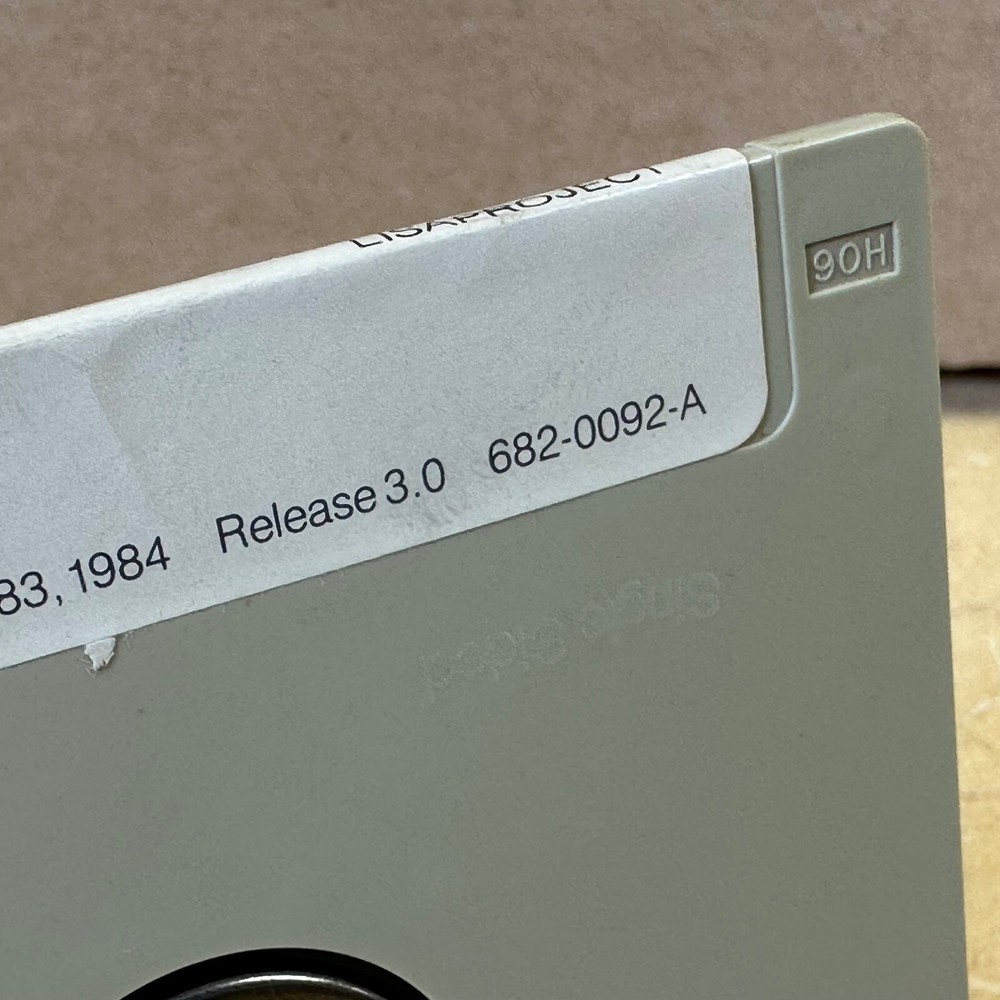 LISAPROJECT
90H
83, 1984 Release 3.0 682-0092-A